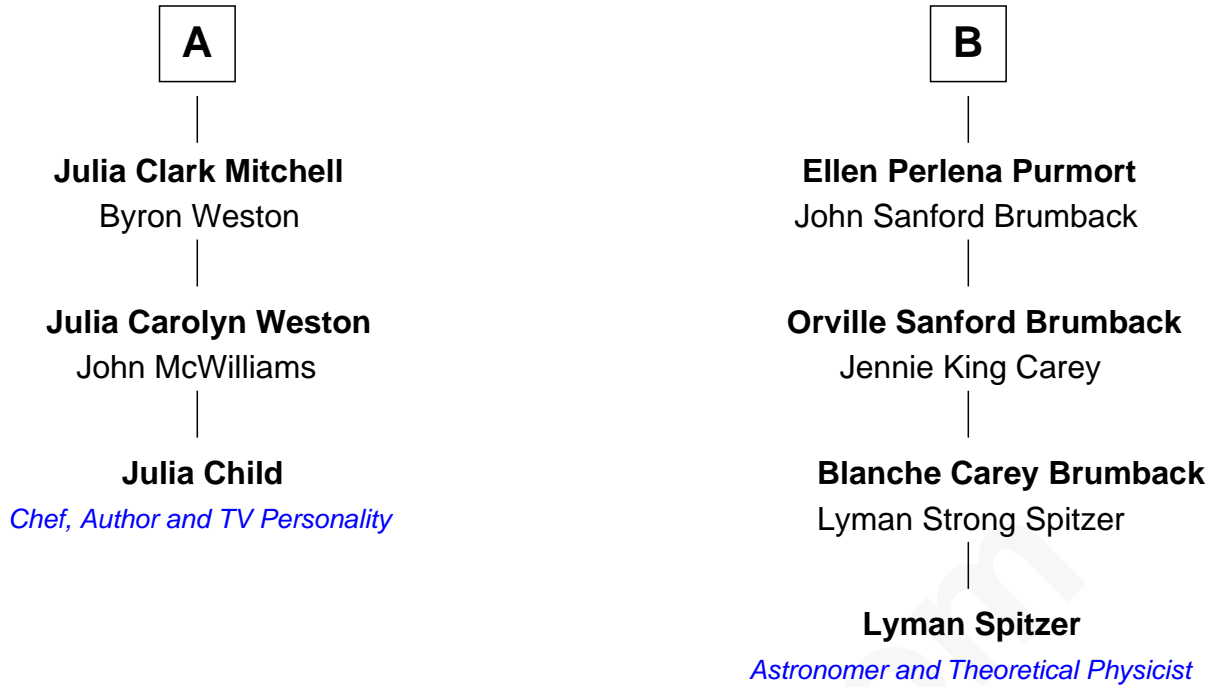 A
Julia Clark Mitchell
Byron Weston
Julia Carolyn Weston
John McWilliams
Julia Child
Chef, Author and TV Personality
B
Ellen Perlena Purmort
John Sanford Brumback
Orville Sanford Brumback
Jennie King Carey
Blanche Carey Brumback
Lyman Strong Spitzer
Lyman Spitzer
Astronomer and Theoretical Physicist